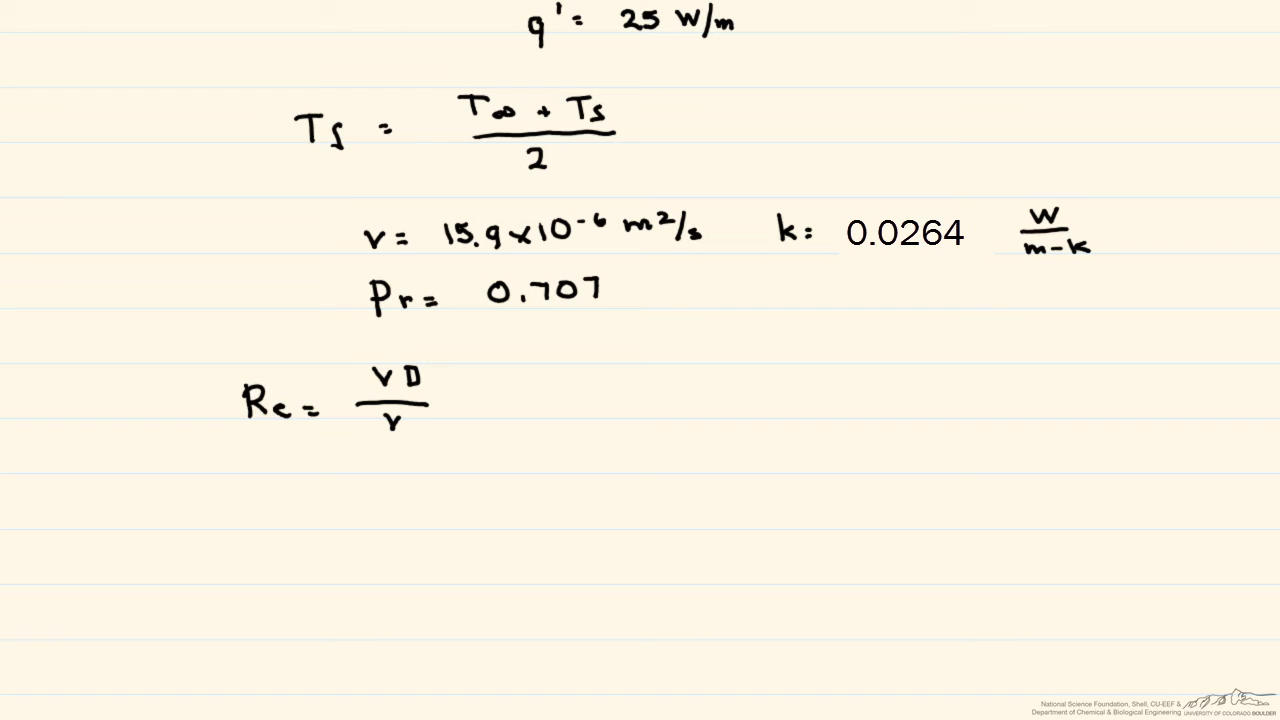 q' = 25 W/m
Tf = (T∞ + Ts) / 2
ν = 15.9 x 10^-6 m²/s k = 0.0264 W / m-k
Pr = 0.707
Re = V D / ν
National Science Foundation, Shell, CU-EEF &
Department of Chemical & Biological Engineering UNIVERSITY OF COLORADO BOULDER